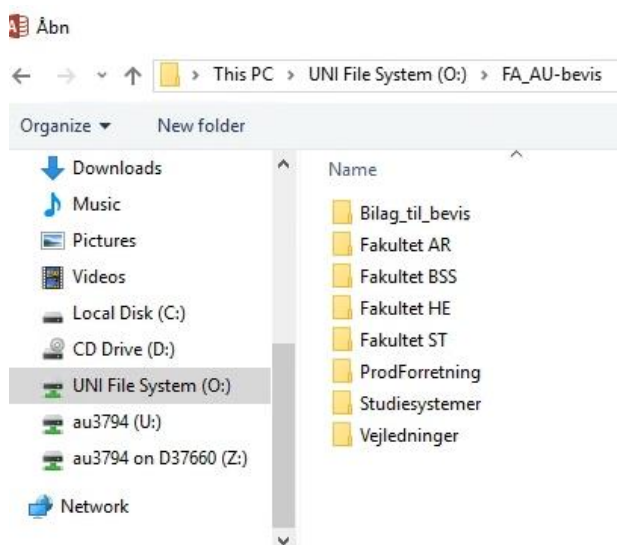 Åbn
This PC > UNI File System (O:) > FA_AU-bevis
Organize New folder
Downloads
Music
Pictures
Videos
Local Disk (C:)
CD Drive (D:)
UNI File System (O:)
au3794 (U:)
au3794 on D37660 (Z:)
Network
Name
Bilag_til_bevis
Fakultet AR
Fakultet BSS
Fakultet HE
Fakultet ST
ProdForretning
Studiesystemer
Vejledninger